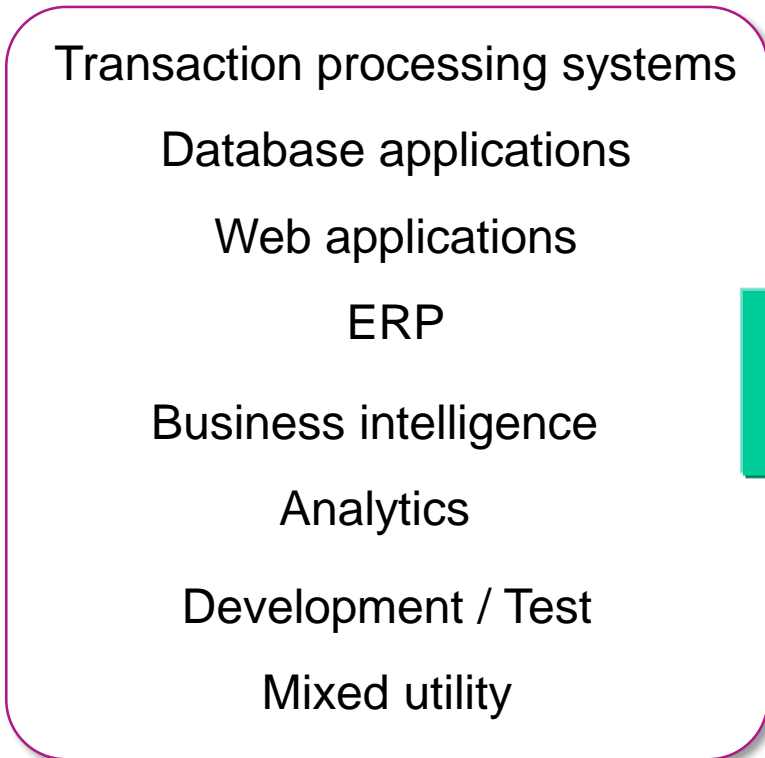 Transaction processing systems
Database applications
Web applications
ERP
Business intelligence
Analytics
Development / Test
Mixed utility